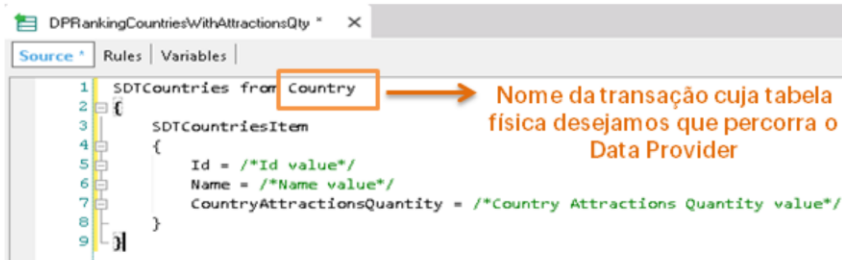 DPRankingCountriesWithAttractionsQty *
Source * Rules Variables
1 SDTCountries from Country
2 {
3 SDTCountriesItem
4 {
5 Id = /*Id value*/
6 Name = /*Name value*/
7 CountryAttractionsQuantity = /*Country Attractions Quantity value*/
8 }
9 }
Nome da transação cuja tabela
física desejamos que percorra o
Data Provider